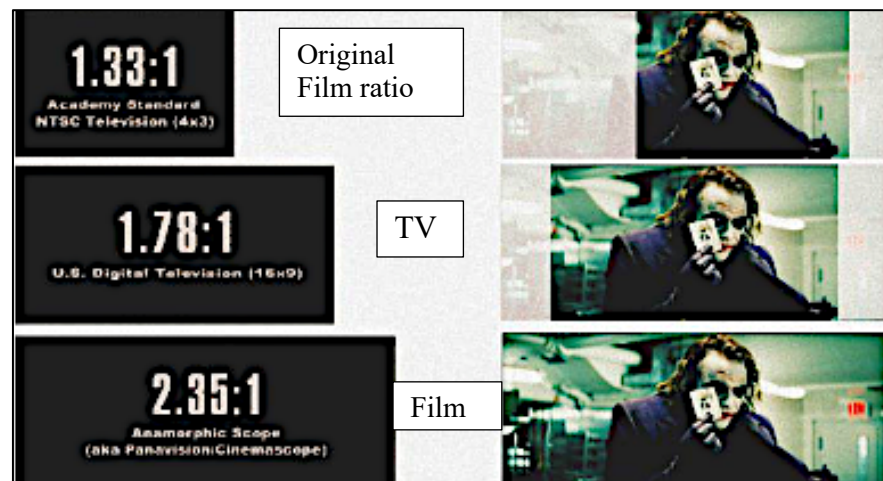 1.33:1
Academy Standard
NTSC Television (4x3)
Original
Film ratio
1.78:1
U.S. Digital Television (16x9)
TV
2.35:1
Anamorphic Scope
(aka Panavision/Cinemascope)
Film